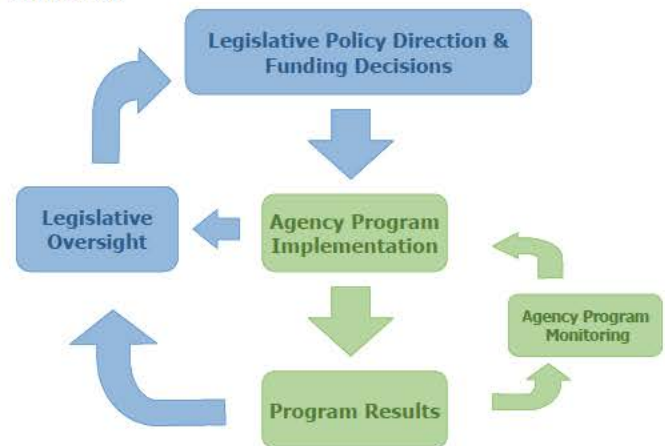 Legislative Policy Direction &
Funding Decisions
Legislative
Oversight
Agency Program
Implementation
Agency Program
Monitoring
Program Results